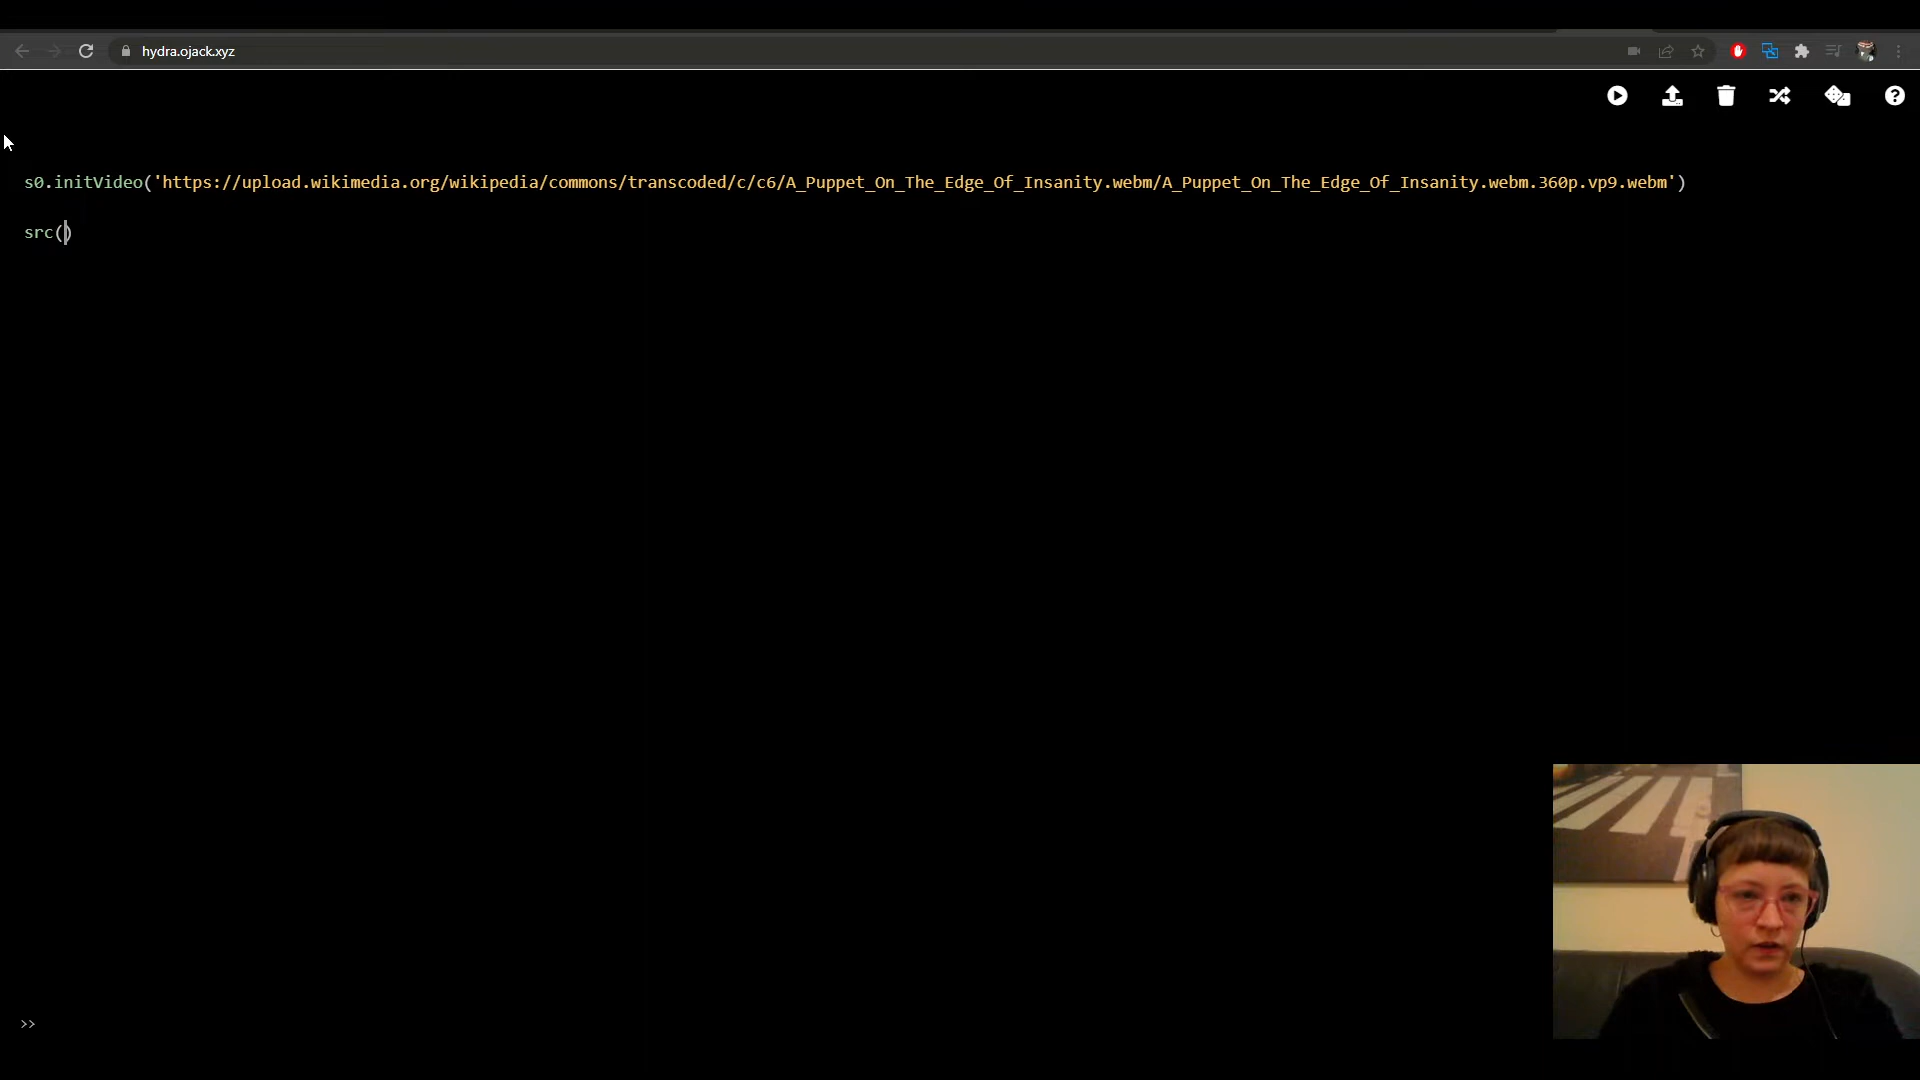 hydra.ojack.xyz
s0.initVideo('https://upload.wikimedia.org/wikipedia/commons/transcoded/c/c6/A_Puppet_On_The_Edge_Of_Insanity.webm/A_Puppet_On_The_Edge_Of_Insanity.webm.360p.vp9.webm')
src()
>>